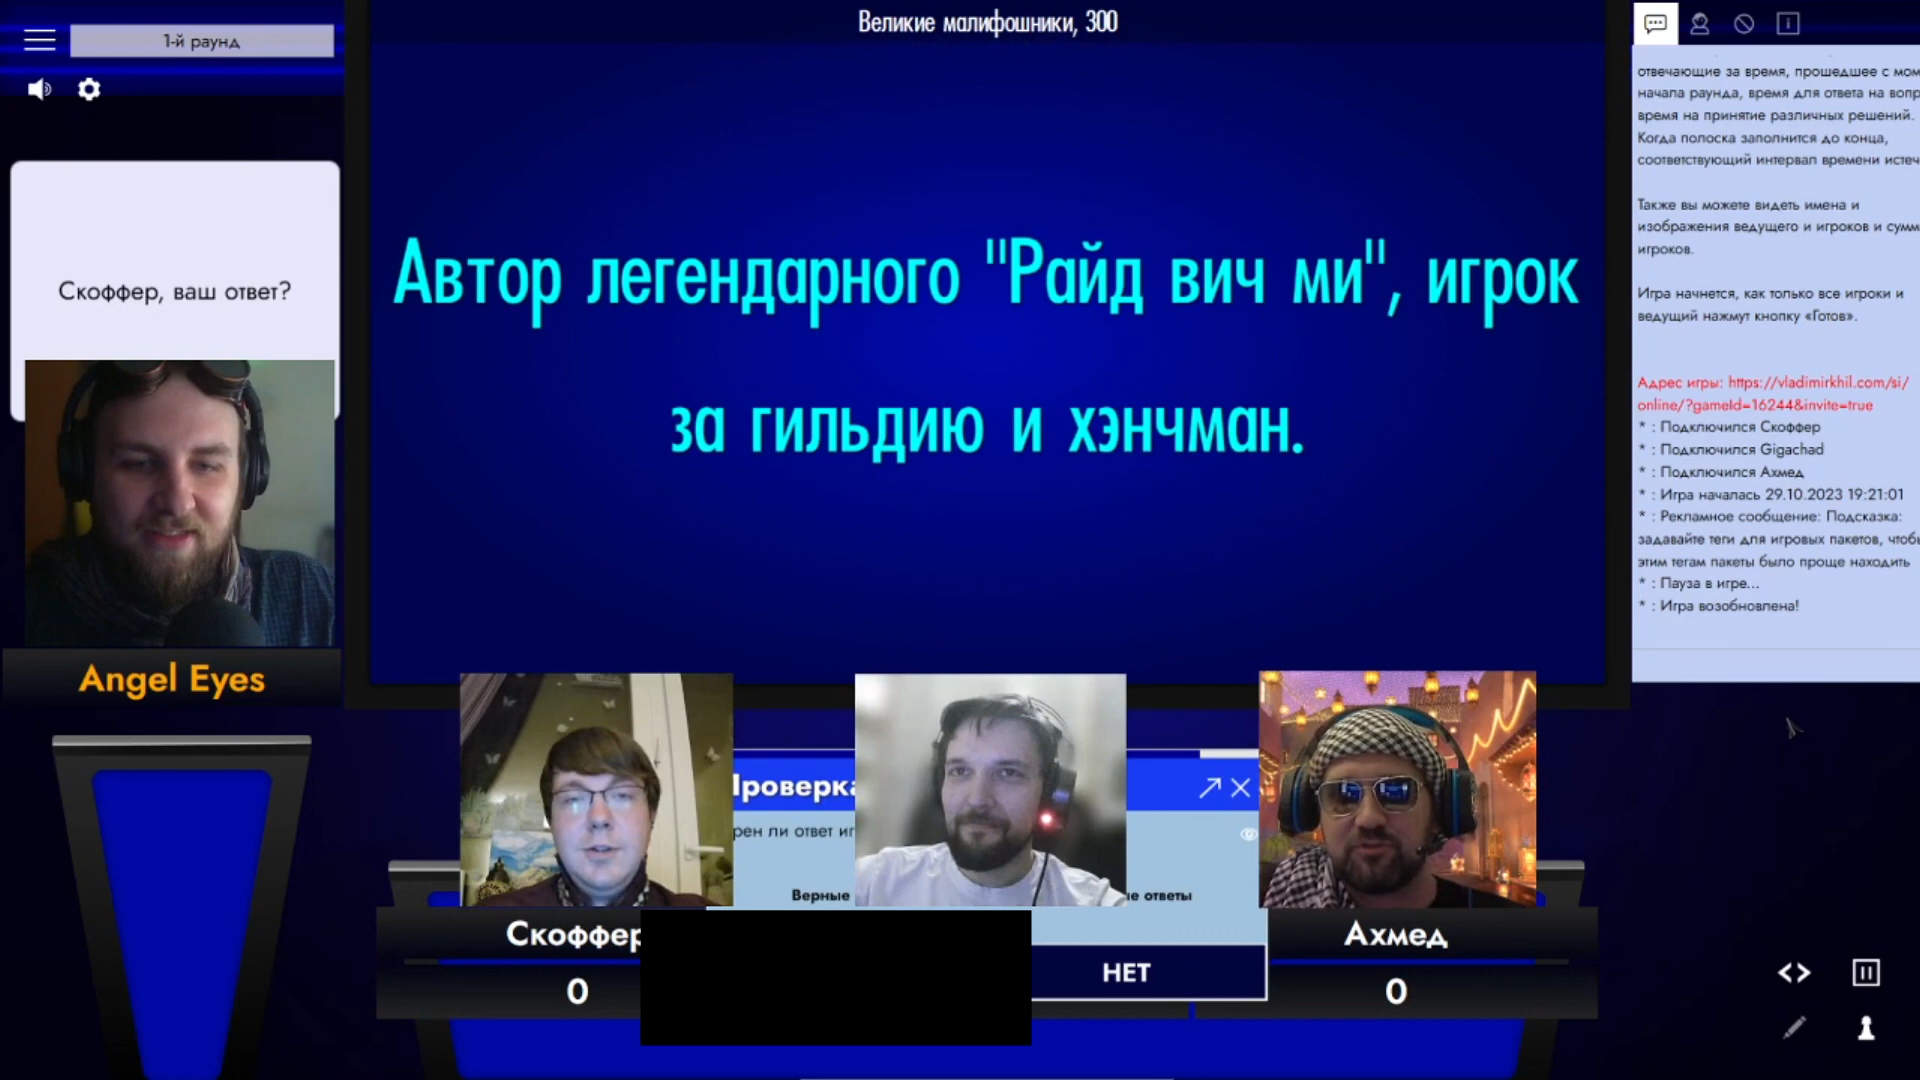 Великие малифошники, 300
1-й раунд
Скоффер, ваш ответ?
Автор легендарного "Райд вич ми", игрок
за гильдию и хэнчман.
Angel Eyes
отвечающие за время, прошедшее с мом
начала раунда, время для ответа на вопр
время на принятие различных решений.
Когда полоска заполнится до конца,
соответствующий интервал времени истеч
Также вы можете видеть имена и
изображения ведущего и игроков и сумм
игроков.
Игра начнется, как только все игроки и
ведущий нажмут кнопку «Готов».
Адрес игры: https://vladimirkhil.com/si/
online/?gameId=16244&invite=true
* : Подключился Скоффер
* : Подключился Gigachad
* : Подключился Ахмед
* : Игра началась 29.10.2023 19:21:01
* : Рекламное сообщение: Подсказка:
задавайте теги для игровых пакетов, чтобы
этим тегам пакеты было проще находить
* : Пауза в игре...
* : Игра возобновлена!
Проверка
рен ли ответ иг
Верные
ые ответы
НЕТ
Скоффер
0
Ахмед
0